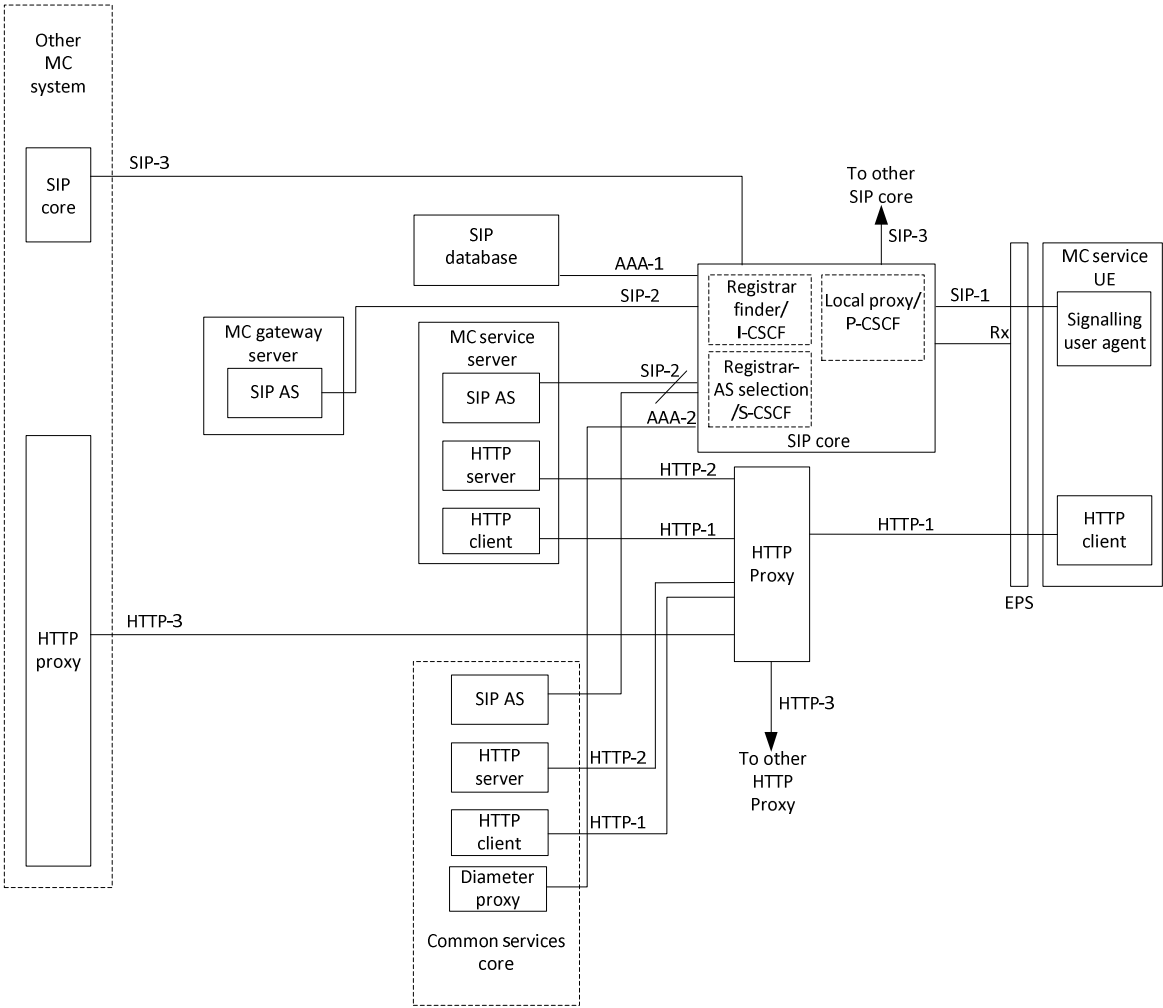 Other
MC
system
SIP
core
SIP-3
To other
SIP core
SIP-3
SIP
database
AAA-1
SIP-2
MC gateway
server
SIP AS
MC service
server
SIP AS
HTTP
server
HTTP
client
SIP-2
AAA-2
Registrar
finder/
I-CSCF
Local proxy/
P-CSCF
Registrar-
AS selection
/S-CSCF
SIP core
SIP-1
Rx
MC service
UE
Signalling
user agent
HTTP
client
EPS
HTTP-2
HTTP-1
HTTP
Proxy
HTTP-1
HTTP
proxy
HTTP-3
HTTP-3
To other
HTTP
Proxy
SIP AS
HTTP
server
HTTP-2
HTTP
client
HTTP-1
Diameter
proxy
Common services
core